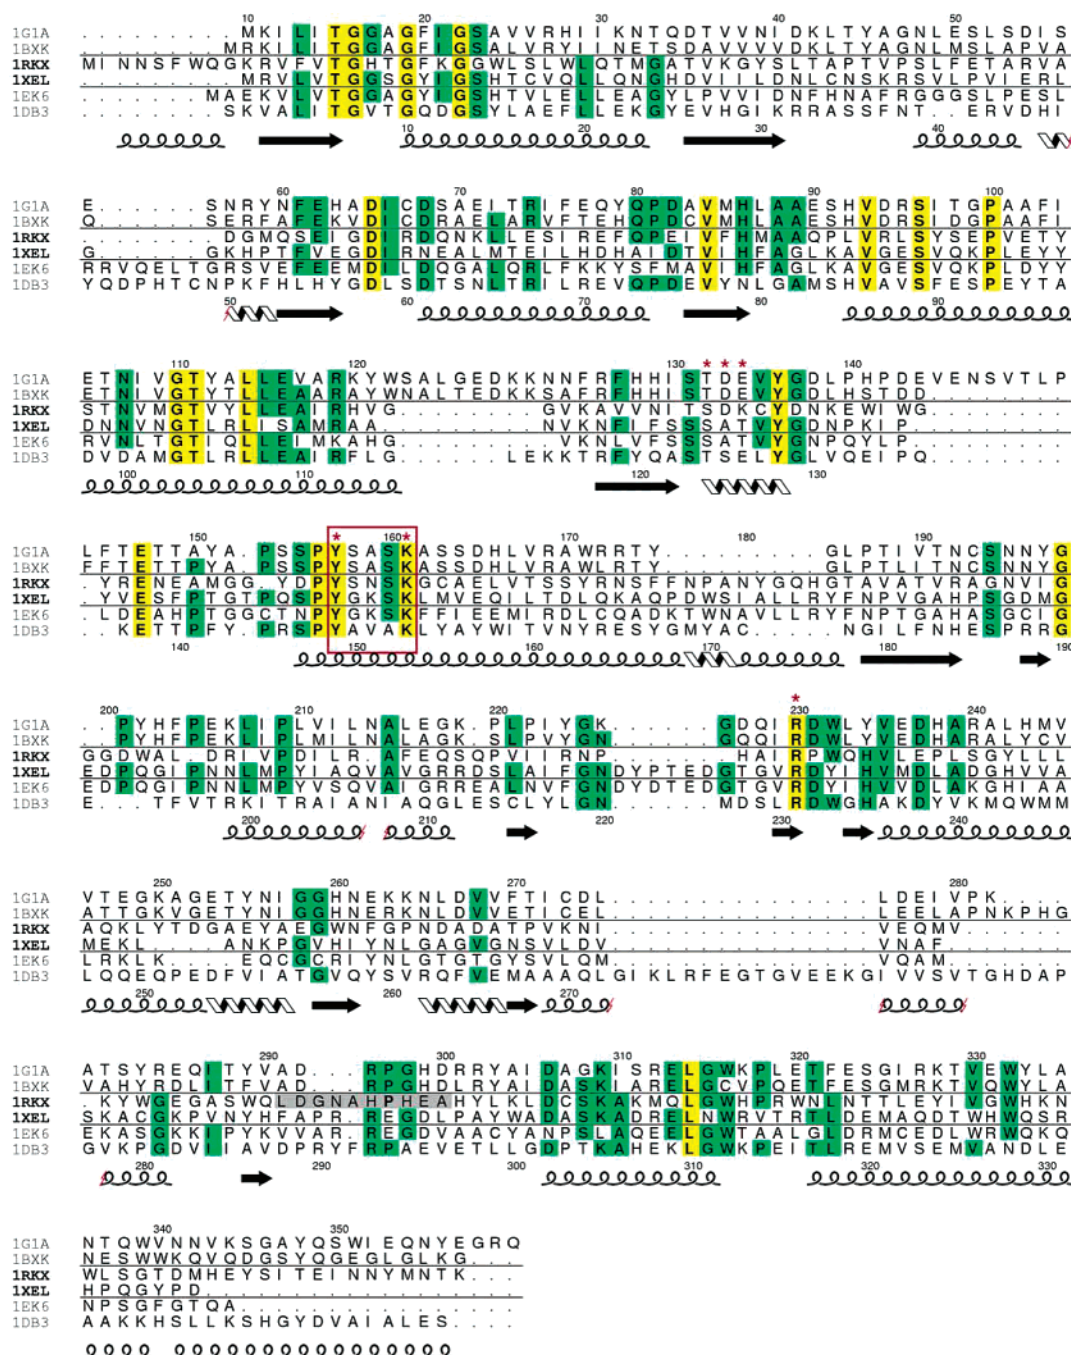 10 20 30 40 50
1G1A . . . . . . . . . M K I L I T G G A G F I G S A V V R H I I K N T Q D T V V N I D K L T Y A G N L E S L S D I S
1BXK . . . . . . . . M R K I L I T G G A G F I G S A L V R Y I I N E T S D A V V V V D K L T Y A G N L M S L A P V A
1RKX M I N N S F W Q G K R V F V T G H T G F K G G W L S L W L Q T M G A T V K G Y S L T A P T V P S L F E T A R V A
1XEL . . . . . . . . M R V L V T G G S G Y I G S H T C V Q L L Q N G H D V I I L D N L C N S K R S V L P V I E R L
1EK6 . . . . . . . M A E K V L V T G G A G Y I G S H T V L E L L E A G Y L P V V I D N F H N A F R G G G S L P E S L
1DB3 . . . . . . . . S K V A L I T G V T G Q D G S Y L A E F L L E K G Y E V H G I K R R A S S F N T . . E R V D H I
10 20 30 40
60 70 80 90 100
1G1A E . . . . . . S N R Y N F E H A D I C D S A E I T R I F E Q Y Q P D A V M H L A A E S H V D R S I T G P A A F I
1BXK Q . . . . . . S E R F A F E K V D I C D R A E L A R V F T E H Q P D C V M H L A A E S H V D R S I D G P A A F I
1RKX . . . . . . . D G M Q S E I G D I R D Q N K L L E S I R E F Q P E I V F H M A A Q P L V R L S Y S E P V E T Y
1XEL G . . . . . . G K H P T F V E G D I R N E A L M T E I L H D H A I D T V I H F A G L K A V G E S V Q K P L E Y Y
1EK6 R R V Q E L T G R S V E F E E M D I L D Q G A L Q R L F K K Y S F M A V I H F A G L K A V G E S V Q K P L D Y Y
1DB3 Y Q D P H T C N P K F H L H Y G D L S D T S N L T R I L R E V Q P D E V Y N L G A M S H V A V S F E S P E Y T A
50 60 70 80 90
110 120 130 * * * 140
1G1A E T N I V G T Y A L L E V A R K Y W S A L G E D K K N N F R F H H I S T D E V Y G D L P H P D E V E N S V T L P
1BXK E T N I V G T Y T L L E A A R A Y W N A L T E D K K S A F R F H H I S T D E V Y G D L H S T D D . . . . . . . .
1RKX S T N V M G T V Y L L E A I R H V G . . . . . . . . G V K A V V N I T S D K C Y D N K E W I W G . . . . . . . .
1XEL D N N V N G T L R L I S A M R A A . . . . . . . . . N V K N F I F S S S A T V Y G D N P K I P . . . . . . . . .
1EK6 R V N L T G T I Q L L E I M K A H G . . . . . . . . . V K N L V F S S S A T V Y G N P Q Y L P . . . . . . . . .
1DB3 D V D A M G T L R L L E A I R F L G . . . . . . L E K K T R F Y Q A S T S E L Y G L V Q E I P Q . . . . . . . .
100 110 120 130
150 * 160 * 170 180 190
1G1A L F T E T T A Y A . P S S P Y S A S K A S S D H L V R A W R R T Y . . . . . . . . . . G L P T I V T N C S N N Y G
1BXK F F T E T T P Y A . P S S P Y S A S K A S S D H L V R A W L R T Y . . . . . . . . . . G L P T L I T N C S N N Y G
1RKX . Y R E N E A M G G . Y D P Y S N S K G C A E L V T S S Y R N S F F N P A N Y G Q H G T A V A T V R A G N V I G
1XEL . Y V E S F P T G T P Q S P Y G K S K L M V E Q I L T D L Q K A Q P D W S I A L L R Y F N P V G A H P S G D M G
1EK6 . . L D E A H P T G G C T N P Y G K S K F F I E E M I R D L C Q A D K T W N A V L L R Y F N P T G A H A S G C I G
1DB3 . . K E T T P F Y . P R S P Y A V A K L Y A Y W I T V N Y R E S Y G M Y A C . . . . . N G I L F N H E S P R R G
140 150 160 170 180 190
200 210 220 * 230 240
1G1A . . P Y H F P E K L I P L V I L N A L E G K . P L P I Y G K . . . . . . G D Q I R D W L Y V E D H A R A L H M V
1BXK . . P Y H F P E K L I P L M I L N A L A G K . S L P V Y G N . . . . . . G Q Q I R D W L Y V E D H A R A L Y C V
1RKX G G D W A L . D R I V P D I L R . A F E Q S Q P V I I R N P . . . . . . . H A I R P W Q H V L E P L S G Y L L L
1XEL E D P Q G I P N N L M P Y I A Q V A V G R R D S L A I F G N D Y P T E D G T G V R D Y I H V M D L A D G H V V A
1EK6 E D P Q G I P N N L M P Y V S Q V A I G R R E A L N V F G N D Y D T E D G T G V R D Y I H V V D L A K G H I A A
1DB3 E . . . T F V T R K I T R A I A N I A Q G L E S C L Y L G N . . . . . . M D S L R D W G H A K D Y V K M Q W M M
200 210 220 230 240
250 260 270 280
1G1A V T E G K A G E T Y N I G G H N E K K N L D V V F T I C D L . . . . . . . . . . . . . . . L D E I V P K . . . .
1BXK A T T G K V G E T Y N I G G H N E R K N L D V V E T I C E L . . . . . . . . . . . . . . . L E E L A P N K P H G
1RKX A Q K L Y T D G A E Y A E G W N F G P N D A D A T P V K N I . . . . . . . . . . . . . . . V E Q M V . . . . . .
1XEL M E K L . . . . A N K P G V H I Y N L G A G V G N S V L D V . . . . . . . . . . . . . . . V N A F . . . . . . .
1EK6 L R K L K . . . . E Q C G C R I Y N L G T G T G Y S V L Q M . . . . . . . . . . . . . . . V Q A M . . . . . . .
1DB3 L Q Q E Q P E D F V I A T G V Q Y S V R Q F V E M A A A Q L G I K L R F E G T G V E E K G I V V S V T G H D A P
250 260 270
290 300 310 320 330
1G1A A T S Y R E Q I T Y V A D . . . R P G H D R R Y A I D A G K I S R E L G W K P L E T F E S G I R K T V E W Y L A
1BXK V A H Y R D L I T F V A D . . . R P G H D L R Y A I D A S K I A R E L G C V P Q E T F E S G M R K T V Q W Y L A
1RKX . K Y W G E G A S W Q L D G N A H P H E A H Y L K L D C S K A K M Q L G W H P R W N L N T T L E Y I V G W H K N
1XEL S K A C G K P V N Y H F A P R . R E G D L P A Y W A D A S K A D R E L N W R V T R T L D E M A Q D T W H W Q S R
1EK6 E K A S G K K I P Y K V V A R . R E G D V A A C Y A N P S L A Q E E L G W T A A L G L D R M C E D L W R W Q K Q
1DB3 G V K P G D V I I A V D P R Y F R P A E V E T L L G D P T K A H E K L G W K P E I T L R E M V S E M V A N D L E
280 290 300 310 320 330
340 350
1G1A N T Q W V N N V K S G A Y Q S W I E Q N Y E G R Q
1BXK N E S W W K Q V Q D G S Y Q G E G L G L K G . . .
1RKX W L S G T D M H E Y S I T E I N N Y M N T K . . .
1XEL H P Q G Y P D . . . . . . . . . . . . . . . . . .
1EK6 N P S G F G T Q A . . . . . . . . . . . . . . . .
1DB3 A A K K H S L L K S H G Y D V A I A L E S . . . .